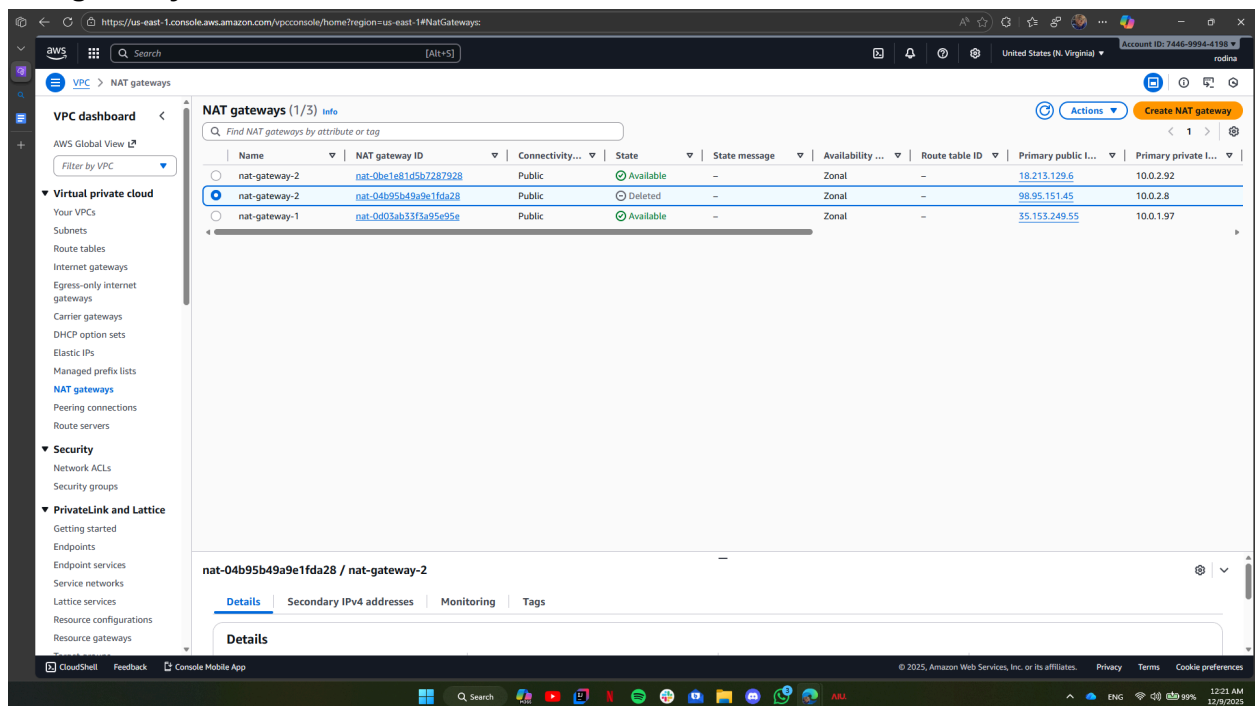 https://us-east-1.console.aws.amazon.com/vpcconsole/home?region=us-east-1#NatGateways:
aws
Search
[Alt+S]
United States (N. Virginia)
Account ID: 7446-9994-4198
rodina
VPC > NAT gateways
VPC dashboard
AWS Global View
Filter by VPC
Virtual private cloud
Your VPCs
Subnets
Route tables
Internet gateways
Egress-only internet
gateways
Carrier gateways
DHCP option sets
Elastic IPs
Managed prefix lists
NAT gateways
Peering connections
Route servers
Security
Network ACLs
Security groups
PrivateLink and Lattice
Getting started
Endpoints
Endpoint services
Service networks
Lattice services
Resource configurations
Resource gateways
NAT gateways (1/3) Info
Actions
Create NAT gateway
Find NAT gateways by attribute or tag
1
Name NAT gateway ID Connectivity... State State message Availability ... Route table ID Primary public I... Primary private I...
nat-gateway-2 nat-0be1e81d5b7287928 Public Available – Zonal – 18.213.129.6 10.0.2.92
nat-gateway-2 nat-04b95b49a9e1fda28 Public Deleted – Zonal – 98.95.151.45 10.0.2.8
nat-gateway-1 nat-0d03ab33f3a95e95e Public Available – Zonal – 35.153.249.55 10.0.1.97
nat-04b95b49a9e1fda28 / nat-gateway-2
Details Secondary IPv4 addresses Monitoring Tags
Details
CloudShell Feedback Console Mobile App
© 2025, Amazon Web Services, Inc. or its affiliates. Privacy Terms Cookie preferences
Search
ENG 99% 12:21 AM
12/9/2025